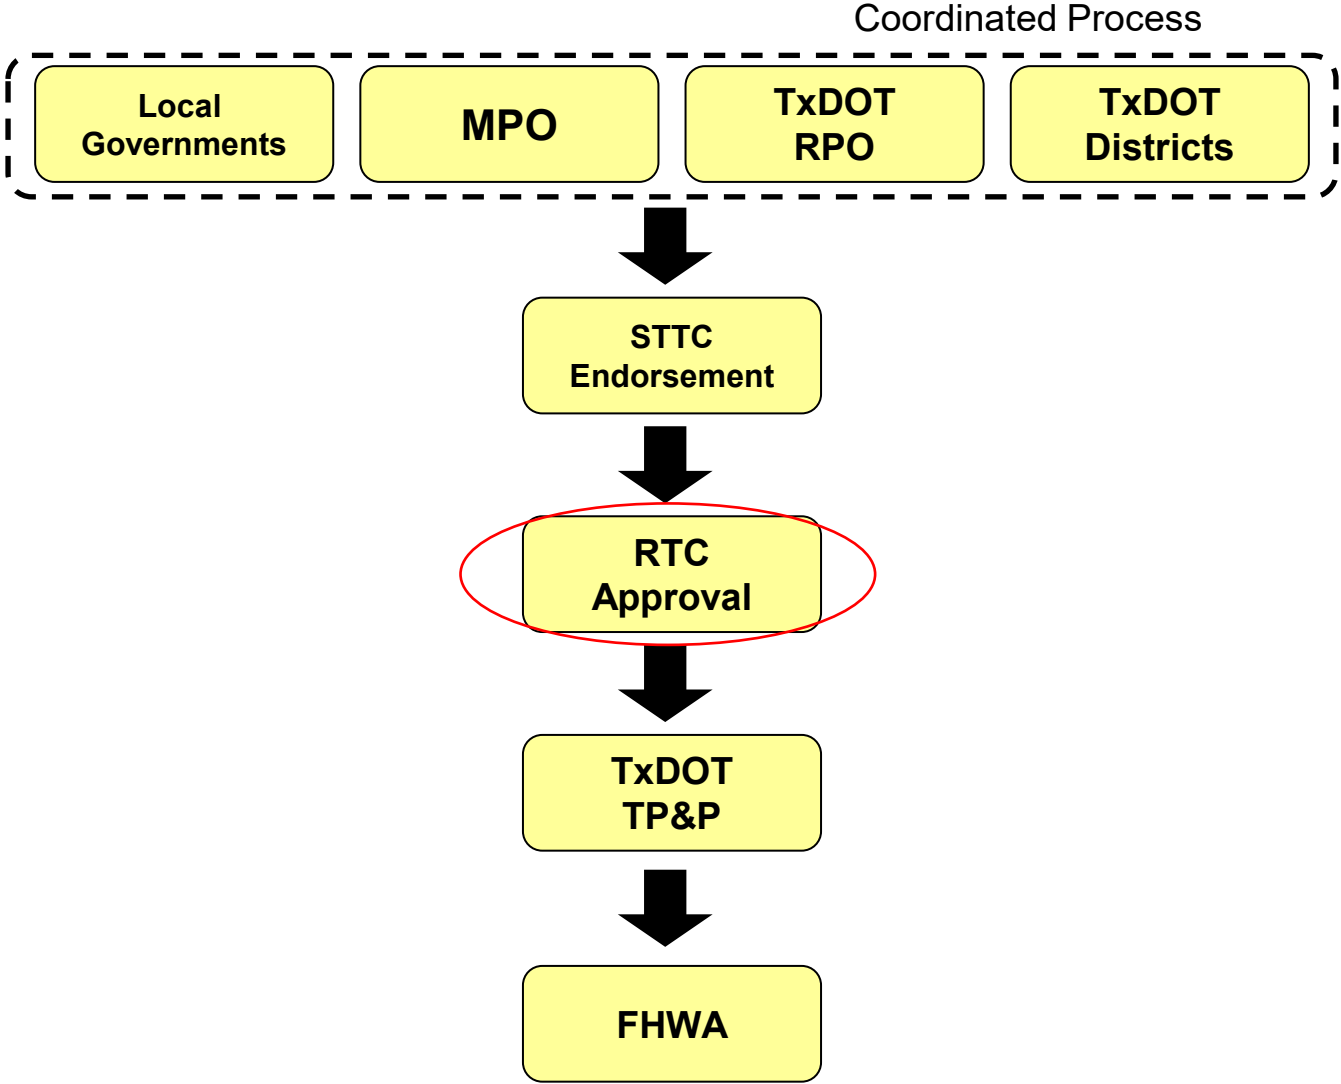 Coordinated Process
Local
Governments
MPO
TxDOT
RPO
TxDOT
Districts
STTC
Endorsement
RTC
Approval
TxDOT
TP&P
FHWA